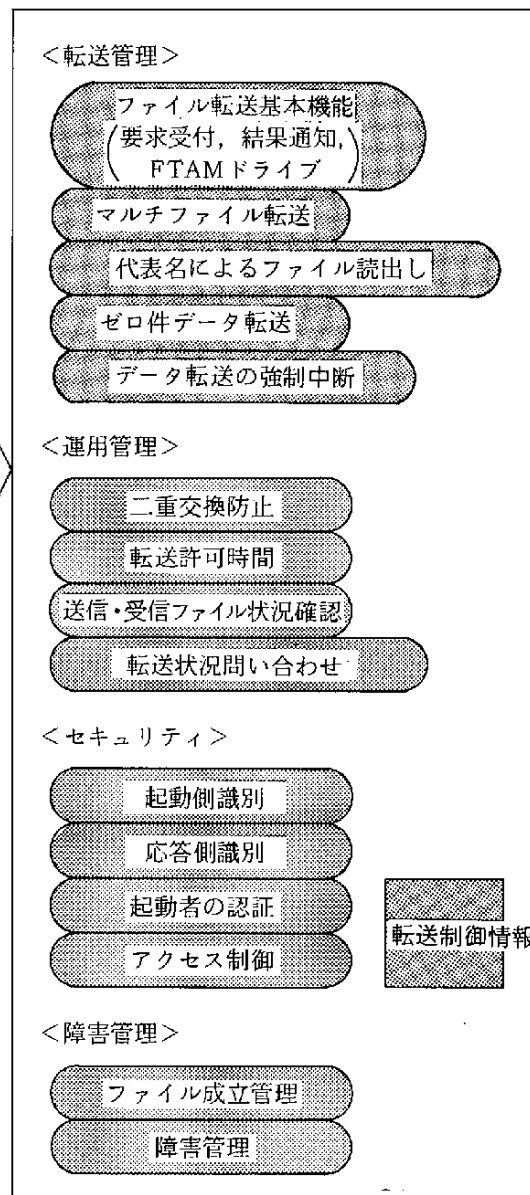 <転送管理>
ファイル転送基本機能
(要求受付,結果通知,
FTAMドライブ)
マルチファイル転送
代表名によるファイル読出し
ゼロ件データ転送
データ転送の強制中断
<運用管理>
二重交換防止
転送許可時間
送信・受信ファイル状況確認
転送状況問い合わせ
<セキュリティ>
起動側識別
応答側識別
起動者の認証
転送制御情報
アクセス制御
<障害管理>
ファイル成立管理
障害管理